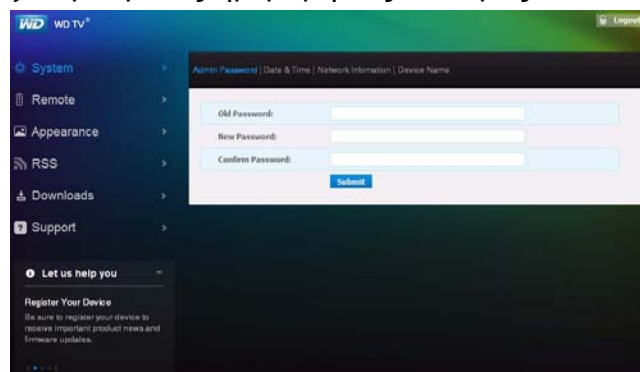 WD WD TV®
Logout
System
Admin Password | Date & Time | Network Infomation | Device Name
Remote
Appearance
RSS
Downloads
Support
Old Password:
New Password:
Confirm Password:
Submit
Let us help you
Register Your Device
Be sure to register your device to
receive important product news and
firmware updates.